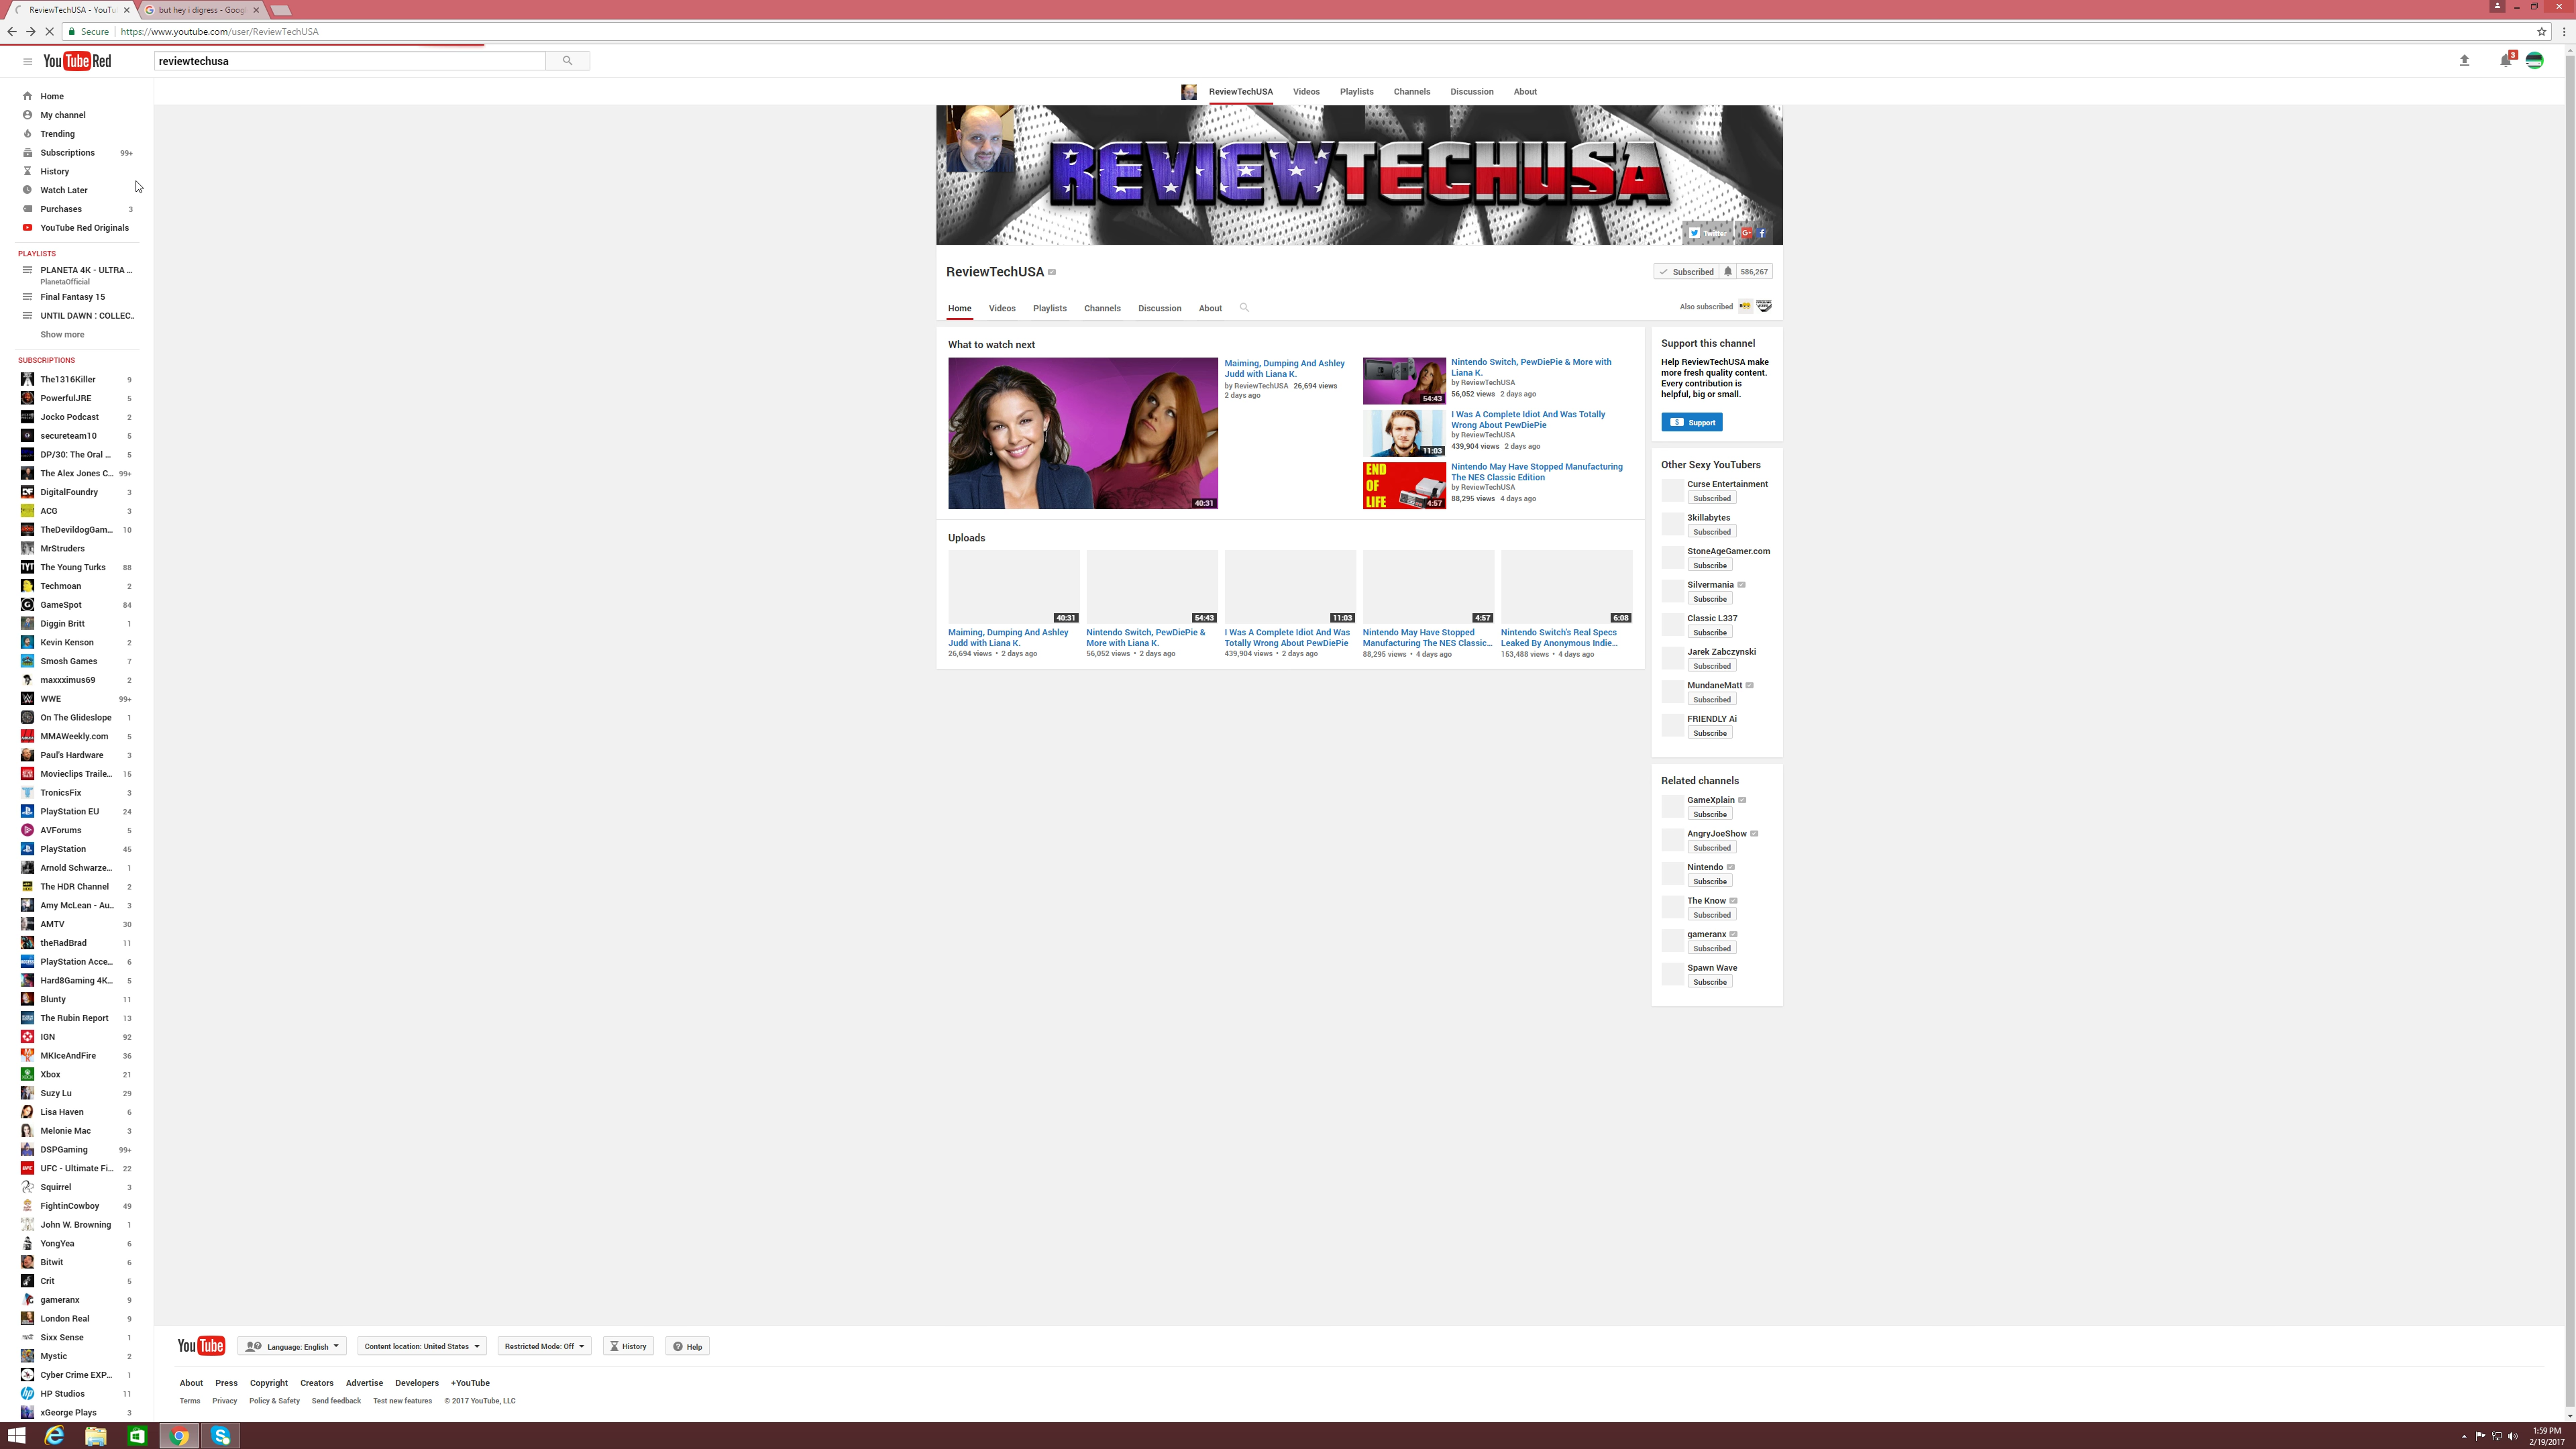 ReviewTechUSA - YouTu
but hey i digress - Goog
Secure https://www.youtube.com/user/ReviewTechUSA
YouTube Red
reviewtechusa
3
ReviewTechUSA Videos Playlists Channels Discussion About
Home
My channel
Trending
Subscriptions 99+
History
Watch Later
Purchases 3
YouTube Red Originals
PLAYLISTS
PLANETA 4K - ULTRA ...
PlanetaOfficial
Final Fantasy 15
UNTIL DAWN : COLLEC..
Show more
SUBSCRIPTIONS
The1316Killer 9
PowerfulJRE 5
Jocko Podcast 2
secureteam10 5
DP/30: The Oral ... 5
The Alex Jones C... 99+
DigitalFoundry 3
ACG 3
TheDevildogGam... 10
MrStruders
The Young Turks 88
Techmoan 2
GameSpot 84
Diggin Britt 1
Kevin Kenson 2
Smosh Games 7
maxxximus69 2
WWE 99+
On The Glideslope 1
MMAWeekly.com 5
Paul's Hardware 3
Movieclips Traile... 15
TronicsFix 3
PlayStation EU 24
AVForums 5
PlayStation 45
Arnold Schwarze... 1
The HDR Channel 2
Amy McLean - Au... 3
AMTV 30
theRadBrad 11
PlayStation Acce... 6
Hard8Gaming 4K... 5
Blunty 11
The Rubin Report 13
IGN 92
MKIceAndFire 36
Xbox 21
Suzy Lu 29
Lisa Haven 6
Melonie Mac 3
DSPGaming 99+
UFC - Ultimate Fi... 22
Squirrel 3
FightinCowboy 49
John W. Browning 1
YongYea 6
Bitwit 6
Crit 5
gameranx 9
London Real 9
Sixx Sense 1
Mystic 2
Cyber Crime EXP... 1
HP Studios 11
xGeorge Plays 3
REVIEWTECHUSA
Twitter
ReviewTechUSA
Subscribed 586,267
Home Videos Playlists Channels Discussion About
Also subscribed
What to watch next
40:31
Maiming, Dumping And Ashley
Judd with Liana K.
by ReviewTechUSA 26,694 views
2 days ago
54:43
Nintendo Switch, PewDiePie & More with
Liana K.
by ReviewTechUSA
56,052 views 2 days ago
11:03
I Was A Complete Idiot And Was Totally
Wrong About PewDiePie
by ReviewTechUSA
439,904 views 2 days ago
END
OF
LIFE
4:57
Nintendo May Have Stopped Manufacturing
The NES Classic Edition
by ReviewTechUSA
88,295 views 4 days ago
Uploads
40:31
Maiming, Dumping And Ashley
Judd with Liana K.
26,694 views • 2 days ago
54:43
Nintendo Switch, PewDiePie &
More with Liana K.
56,052 views • 2 days ago
11:03
I Was A Complete Idiot And Was
Totally Wrong About PewDiePie
439,904 views • 2 days ago
4:57
Nintendo May Have Stopped
Manufacturing The NES Classic...
88,295 views • 4 days ago
6:08
Nintendo Switch's Real Specs
Leaked By Anonymous Indie...
153,488 views • 4 days ago
Support this channel
Help ReviewTechUSA make
more fresh quality content.
Every contribution is
helpful, big or small.
Support
Other Sexy YouTubers
Curse Entertainment
Subscribed
3killabytes
Subscribed
StoneAgeGamer.com
Subscribe
Silvermania
Subscribe
Classic L337
Subscribe
Jarek Zabczynski
Subscribed
MundaneMatt
Subscribed
FRIENDLY Ai
Subscribe
Related channels
GameXplain
Subscribe
AngryJoeShow
Subscribed
Nintendo
Subscribe
The Know
Subscribed
gameranx
Subscribed
Spawn Wave
Subscribe
YouTube
Language: English
Content location: United States
Restricted Mode: Off
History
Help
About Press Copyright Creators Advertise Developers +YouTube
Terms Privacy Policy & Safety Send feedback Test new features © 2017 YouTube, LLC
1:59 PM
2/19/2017